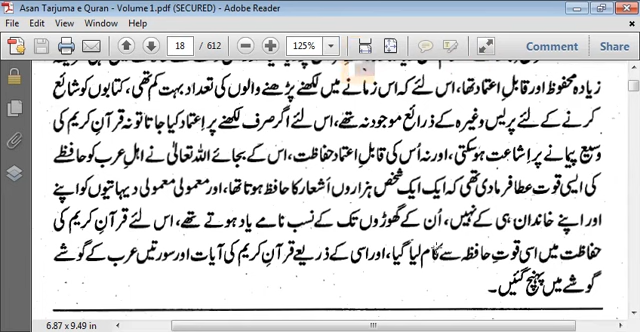 Asan Tarjuma e Quran - Volume 1.pdf (SECURED) - Adobe Reader
18 / 612 125% Comment Share
زیادہ محفوظ اور قابلِ اعتماد تھا، اس لئے کہ اس زمانے میں لکھنے پڑھنے والوں کی تعداد بہت کم تھی، کتابوں کو شائع
کرنے کے لئے پریس وغیرہ کے ذرائع موجود نہ تھے، اس لئے اگر صرف لکھنے پر اعتماد کیا جاتا تو نہ قرآنِ کریم کی
وسیع پیمانے پر اشاعت ہوسکتی، اور نہ اُس کی قابلِ اعتماد حفاظت، اس کے بجائے اللہ تعالیٰ نے اہلِ عرب کو حافظے
کی ایسی قوت عطا فرمادی تھی کہ ایک ایک شخص ہزاروں اَشعار کا حافظ ہوتا تھا، اور معمولی معمولی دیہاتیوں کو اپنے
اور اپنے خاندان ہی کے نہیں، اُن کے گھوڑوں تک کے نسب نامے یاد ہوتے تھے، اس لئے قرآنِ کریم کی
حفاظت میں اسی قوتِ حافظہ سے کام لیا گیا، اور اسی کے ذریعے قرآنِ کریم کی آیات اور سورتیں عرب کے گوشے
گوشے میں پہنچ گئیں۔
6.87 x 9.49 in